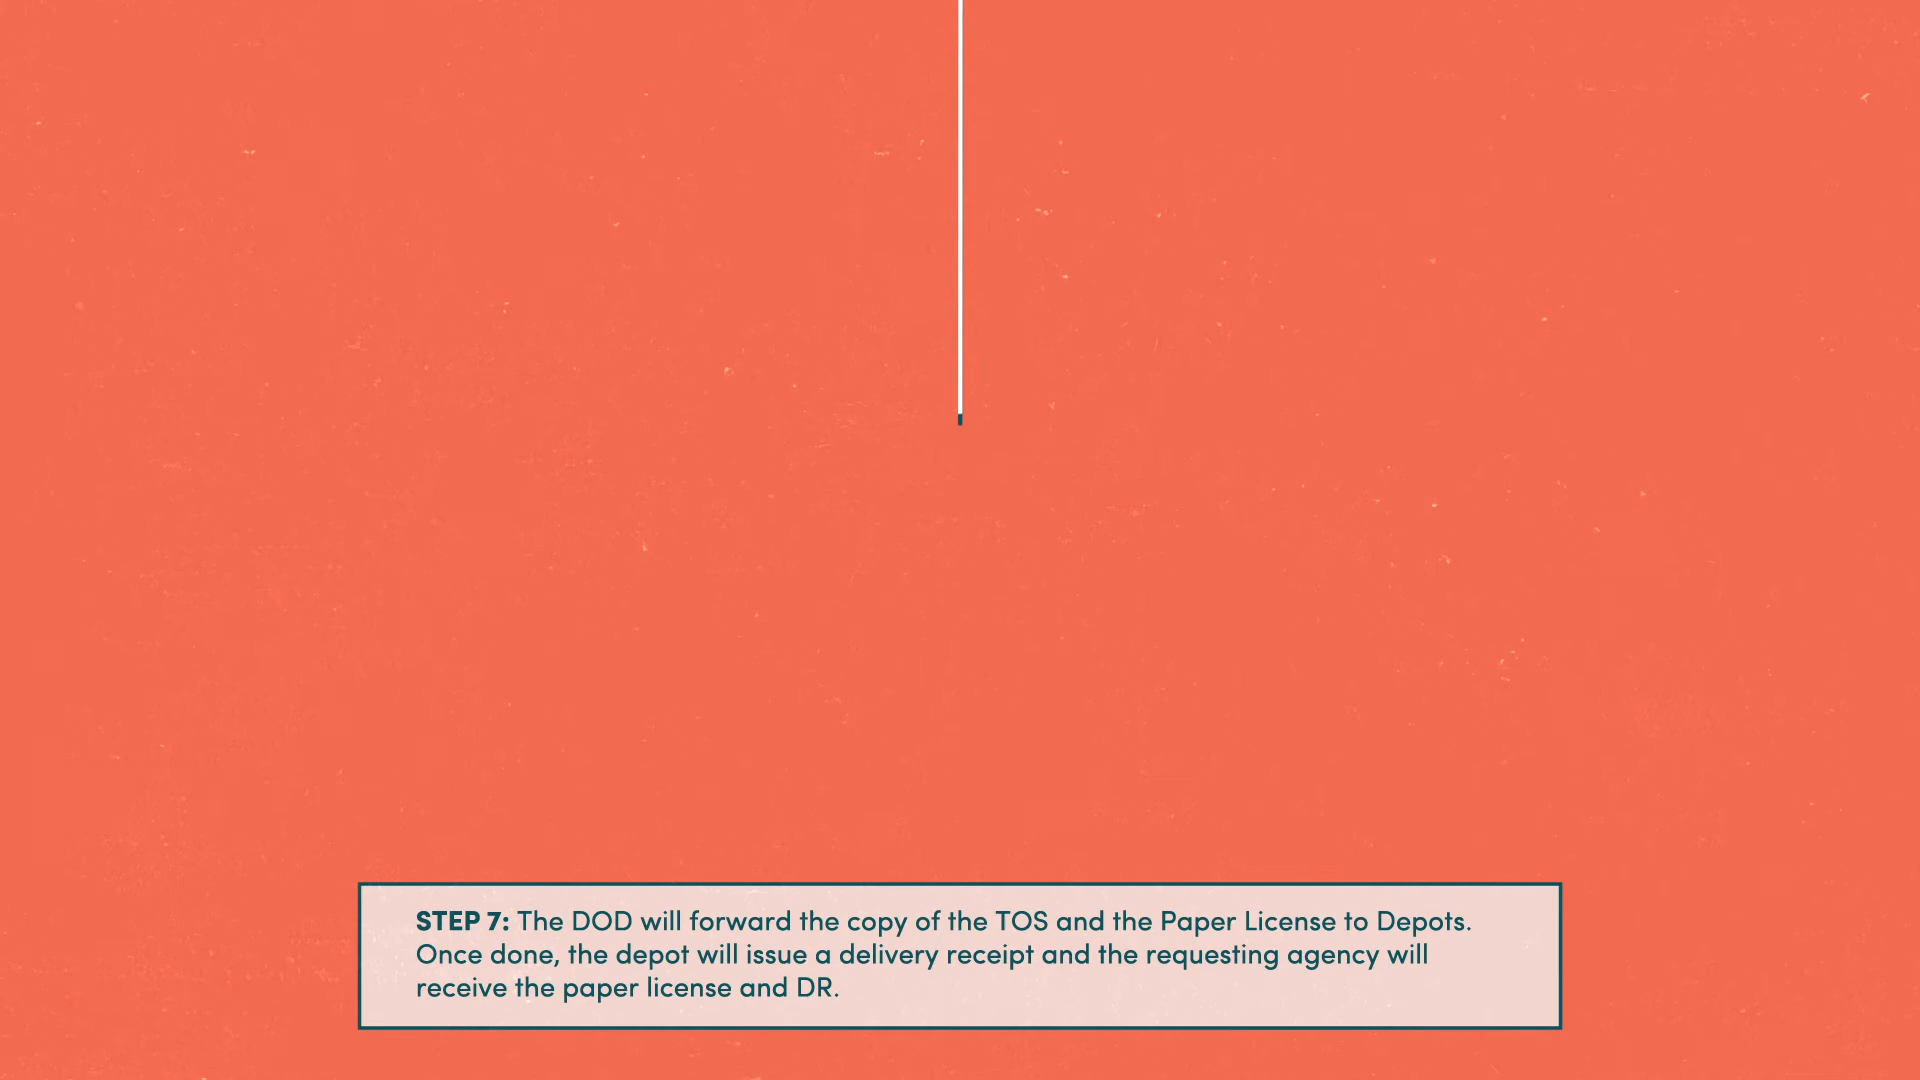 STEP 7: The DOD will forward the copy of the TOS and the Paper License to Depots.
Once done, the depot will issue a delivery receipt and the requesting agency will
receive the paper license and DR.